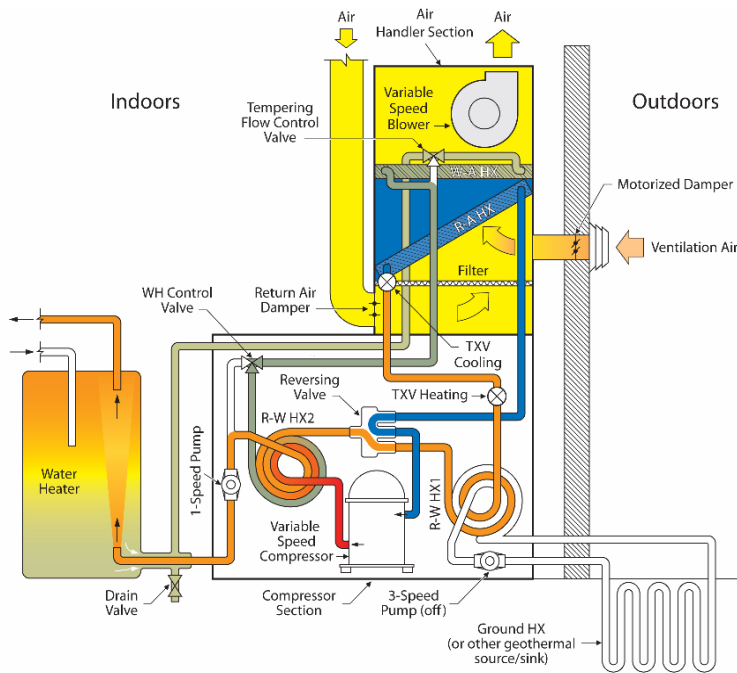 Air
Air
Handler Section
Air
Indoors
Outdoors
Tempering
Flow Control
Valve
Variable
Speed
Blower
W-A HX
R-A HX
Motorized Damper
Ventilation Air
Filter
WH Control
Valve
Return Air
Damper
TXV
Cooling
Reversing
Valve
TXV Heating
R-W HX2
1-Speed Pump
R-W HX1
Water
Heater
Variable
Speed
Compressor
Drain
Valve
Compressor
Section
3-Speed
Pump (off)
Ground HX
(or other geothermal
source/sink)